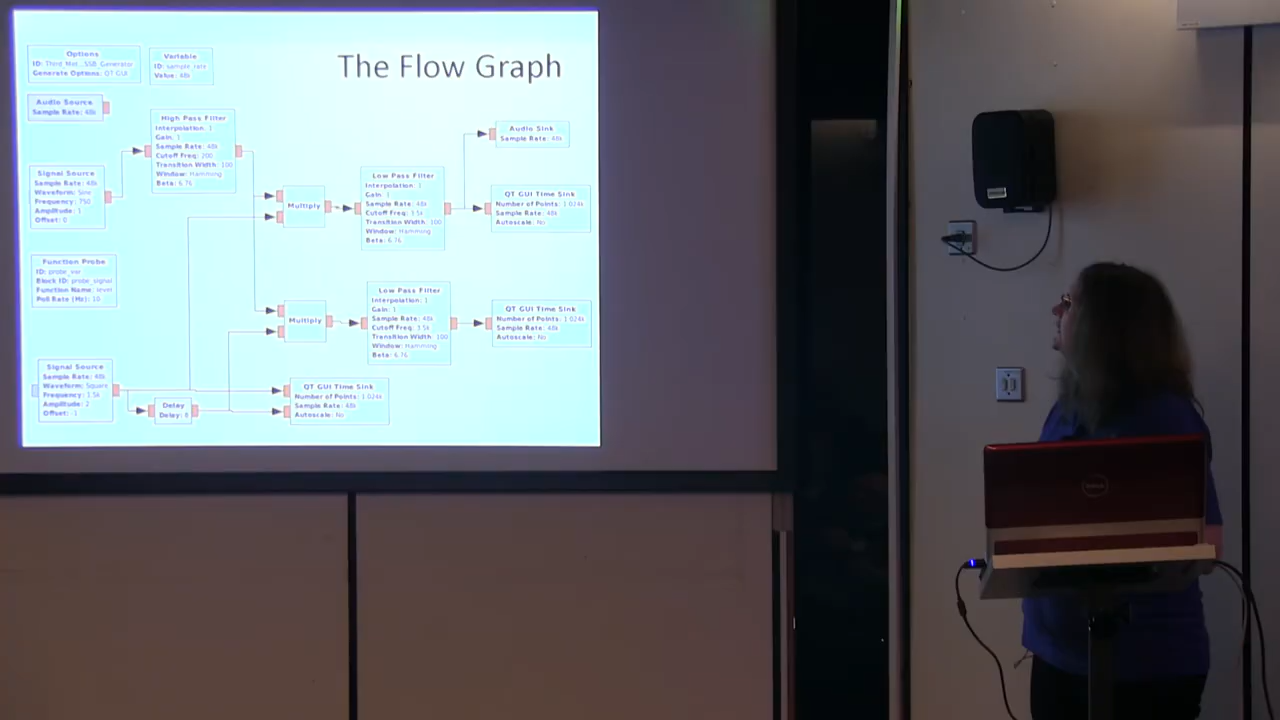 The Flow Graph
Options
ID: Third_Met...SSB_Generator
Generate Options: QT GUI
Variable
ID: sample_rate
Value: 48k
Audio Source
Sample Rate: 48k
High Pass Filter
Interpolation: 1
Gain: 1
Sample Rate: 48k
Cutoff Freq: 200
Transition Width: 100
Window: Hamming
Beta: 6.76
Signal Source
Sample Rate: 48k
Waveform: Sine
Frequency: 750
Amplitude: 1
Offset: 0
Multiply
Low Pass Filter
Interpolation: 1
Gain: 1
Sample Rate: 48k
Cutoff Freq: 3.5k
Transition Width: 100
Window: Hamming
Beta: 6.76
Audio Sink
Sample Rate: 48k
QT GUI Time Sink
Number of Points: 1.024k
Sample Rate: 48k
Autoscale: No
Function Probe
ID: probe_var
Block ID: probe_signal
Function Name: level
Poll Rate (Hz): 10
Multiply
Low Pass Filter
Interpolation: 1
Gain: 1
Sample Rate: 48k
Cutoff Freq: 3.5k
Transition Width: 100
Window: Hamming
Beta: 6.76
QT GUI Time Sink
Number of Points: 1.024k
Sample Rate: 48k
Autoscale: No
Signal Source
Sample Rate: 48k
Waveform: Square
Frequency: 1.5k
Amplitude: 2
Offset: -1
Delay
Delay: 8
QT GUI Time Sink
Number of Points: 1.024k
Sample Rate: 48k
Autoscale: No
DELL